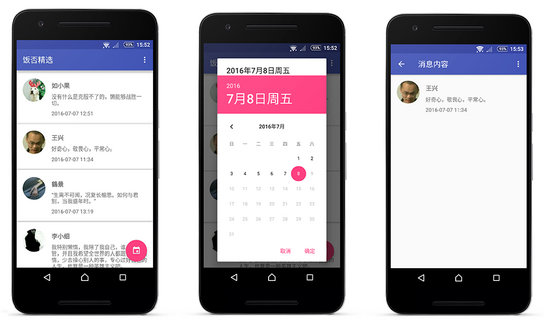 93% 15:52
饭否精选
如小果
没有什么是克服不了的,懒能够战胜一切。
2016-07-07 12:51
王兴
好奇心,敬畏心,平常心。
2016-07-07 11:34
鹤景
2016-07-07 13:19
李小细
15:52
2016年7月8日周五
2016
7月8日周五
2016年7月
日 一 二 三 四 五 六
1 2
3 4 5 6 7 8 9
10 11 12 13 14 15 16
17 18 19 20 21 22 23
24 25 26 27 28 29 30
31
取消 确定
93% 15:53
消息内容
王兴
好奇心,敬畏心,平常心。
2016-07-07 11:34